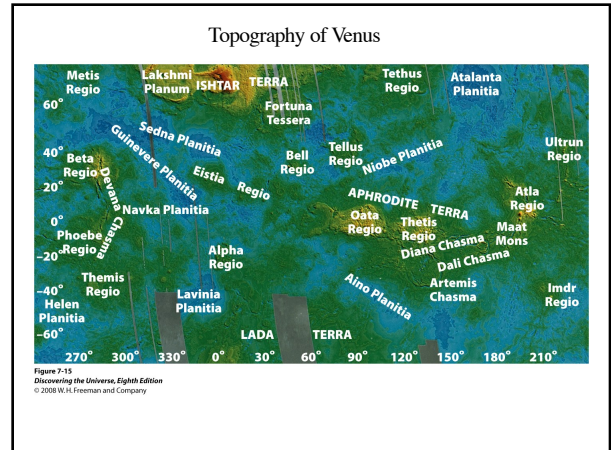 Topography of Venus
Metis
Regio
Lakshmi
Planum
ISHTAR TERRA
Fortuna
Tessera
Tethus
Regio
Atalanta
Planitia
60°
Sedna Planitia
Guinevere Planitia
Bell
Regio
Tellus
Regio
Niobe Planitia
Ultrun
Regio
40°
Beta
Regio
Devana Chasma
Eistla Regio
20°
Navka Planitia
APHRODITE TERRA
Oata
Regio
Thetis
Regio
Atla
Regio
Maat
Mons
0°
Phoebe
Regio
–20°
Alpha
Regio
Diana Chasma
Dali Chasma
Artemis
Chasma
Themis
Regio
–40°
Helen
Planitia
Lavinia
Planitia
Aino Planitia
Imdr
Regio
–60°
LADA TERRA
270° 300° 330° 0° 30° 60° 90° 120° 150° 180° 210°
Figure 7-15
Discovering the Universe, Eighth Edition
© 2008 W. H. Freeman and Company